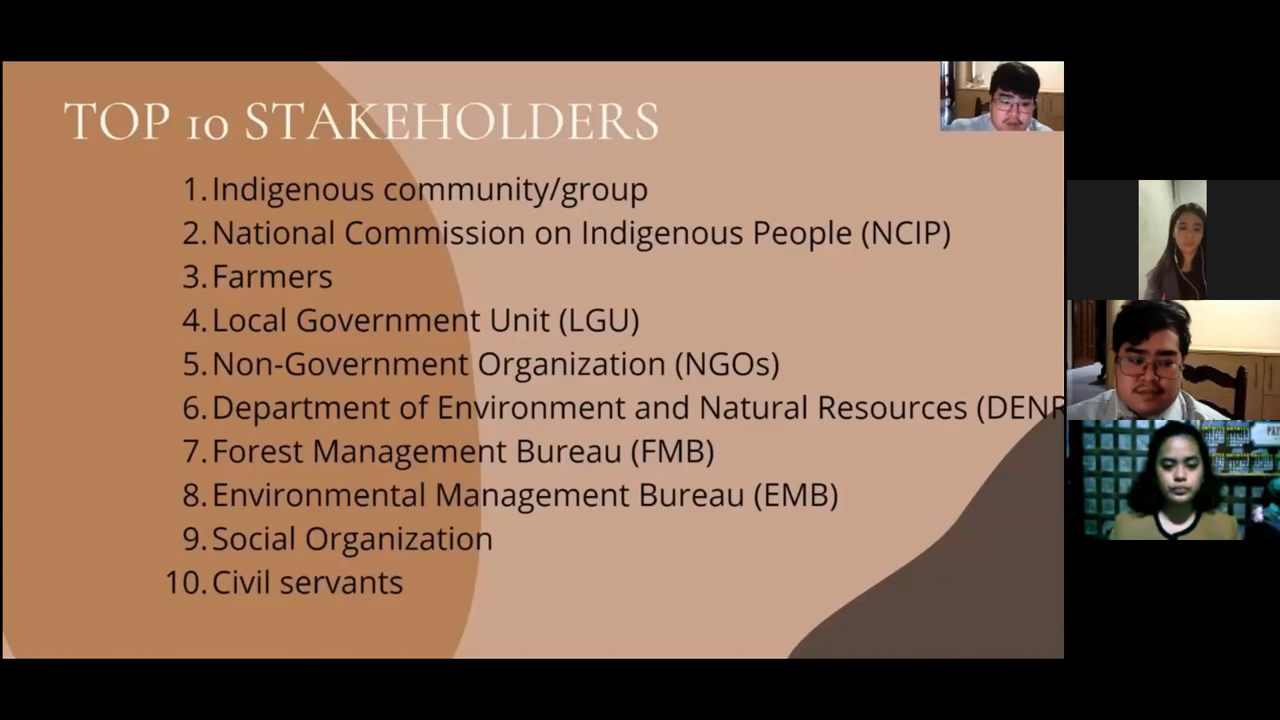 TOP 10 STAKEHOLDERS
1. Indigenous community/group
2. National Commission on Indigenous People (NCIP)
3. Farmers
4. Local Government Unit (LGU)
5. Non-Government Organization (NGOs)
6. Department of Environment and Natural Resources (DENR
7. Forest Management Bureau (FMB)
8. Environmental Management Bureau (EMB)
9. Social Organization
10. Civil servants